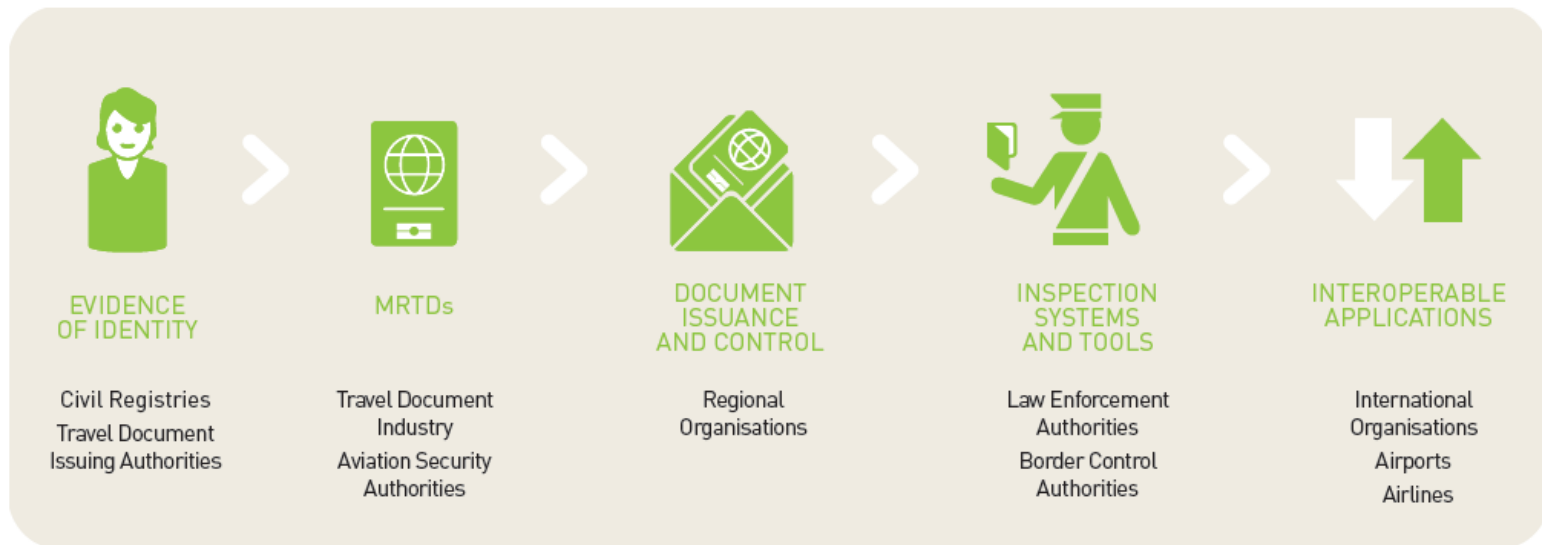 EVIDENCE
OF IDENTITY
Civil Registries
Travel Document
Issuing Authorities
MRTDs
Travel Document
Industry
Aviation Security
Authorities
DOCUMENT
ISSUANCE
AND CONTROL
Regional
Organisations
INSPECTION
SYSTEMS
AND TOOLS
Law Enforcement
Authorities
Border Control
Authorities
INTEROPERABLE
APPLICATIONS
International
Organisations
Airports
Airlines